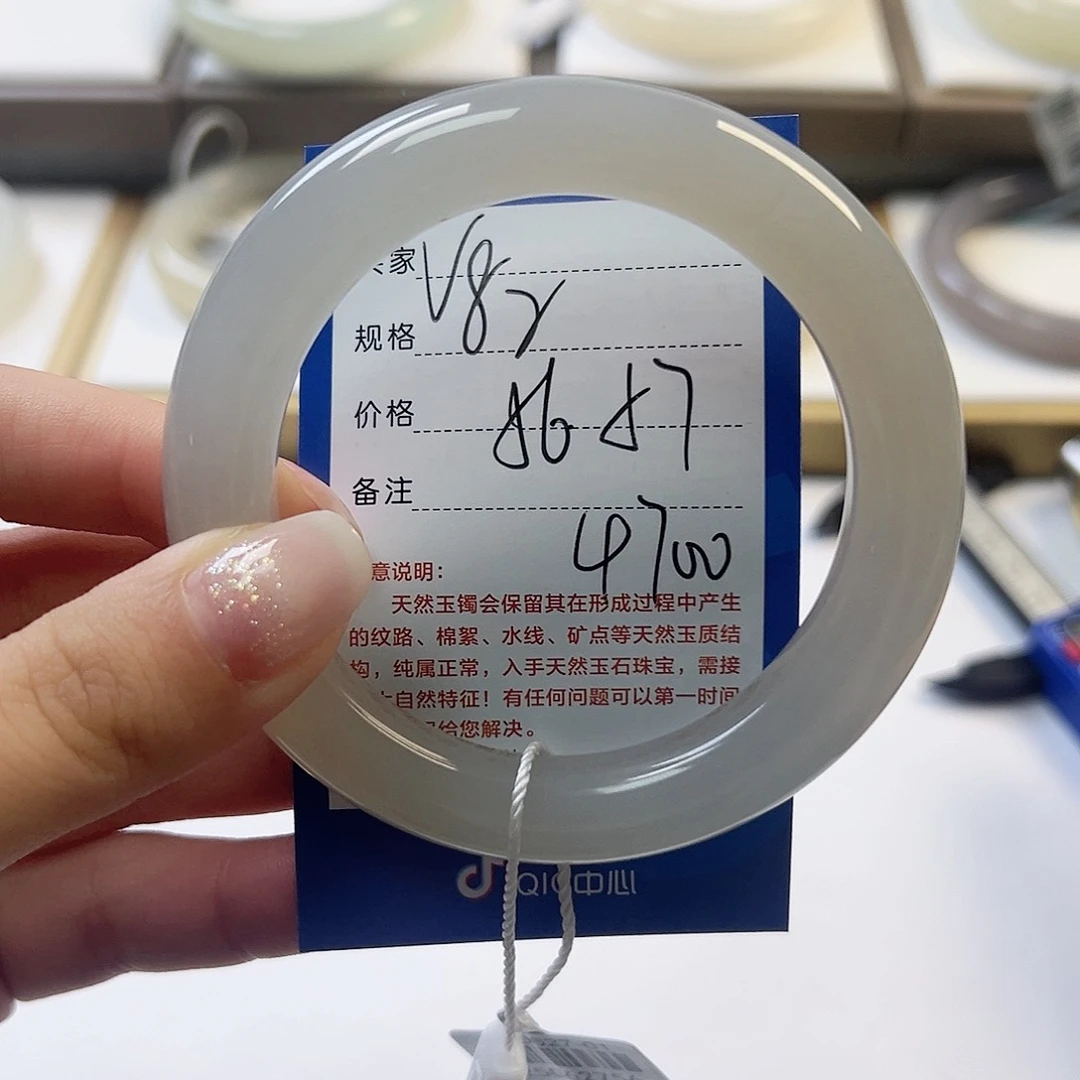 家
规格
价格
备注
4700
意说明：
天然玉镯会保留其在形成过程中产生
的纹路、棉絮、水线、矿点等天然玉质结
构，纯属正常，入手天然玉石珠宝，需接
自然特征！有任何问题可以第一时间
给您解决。
QIC中心